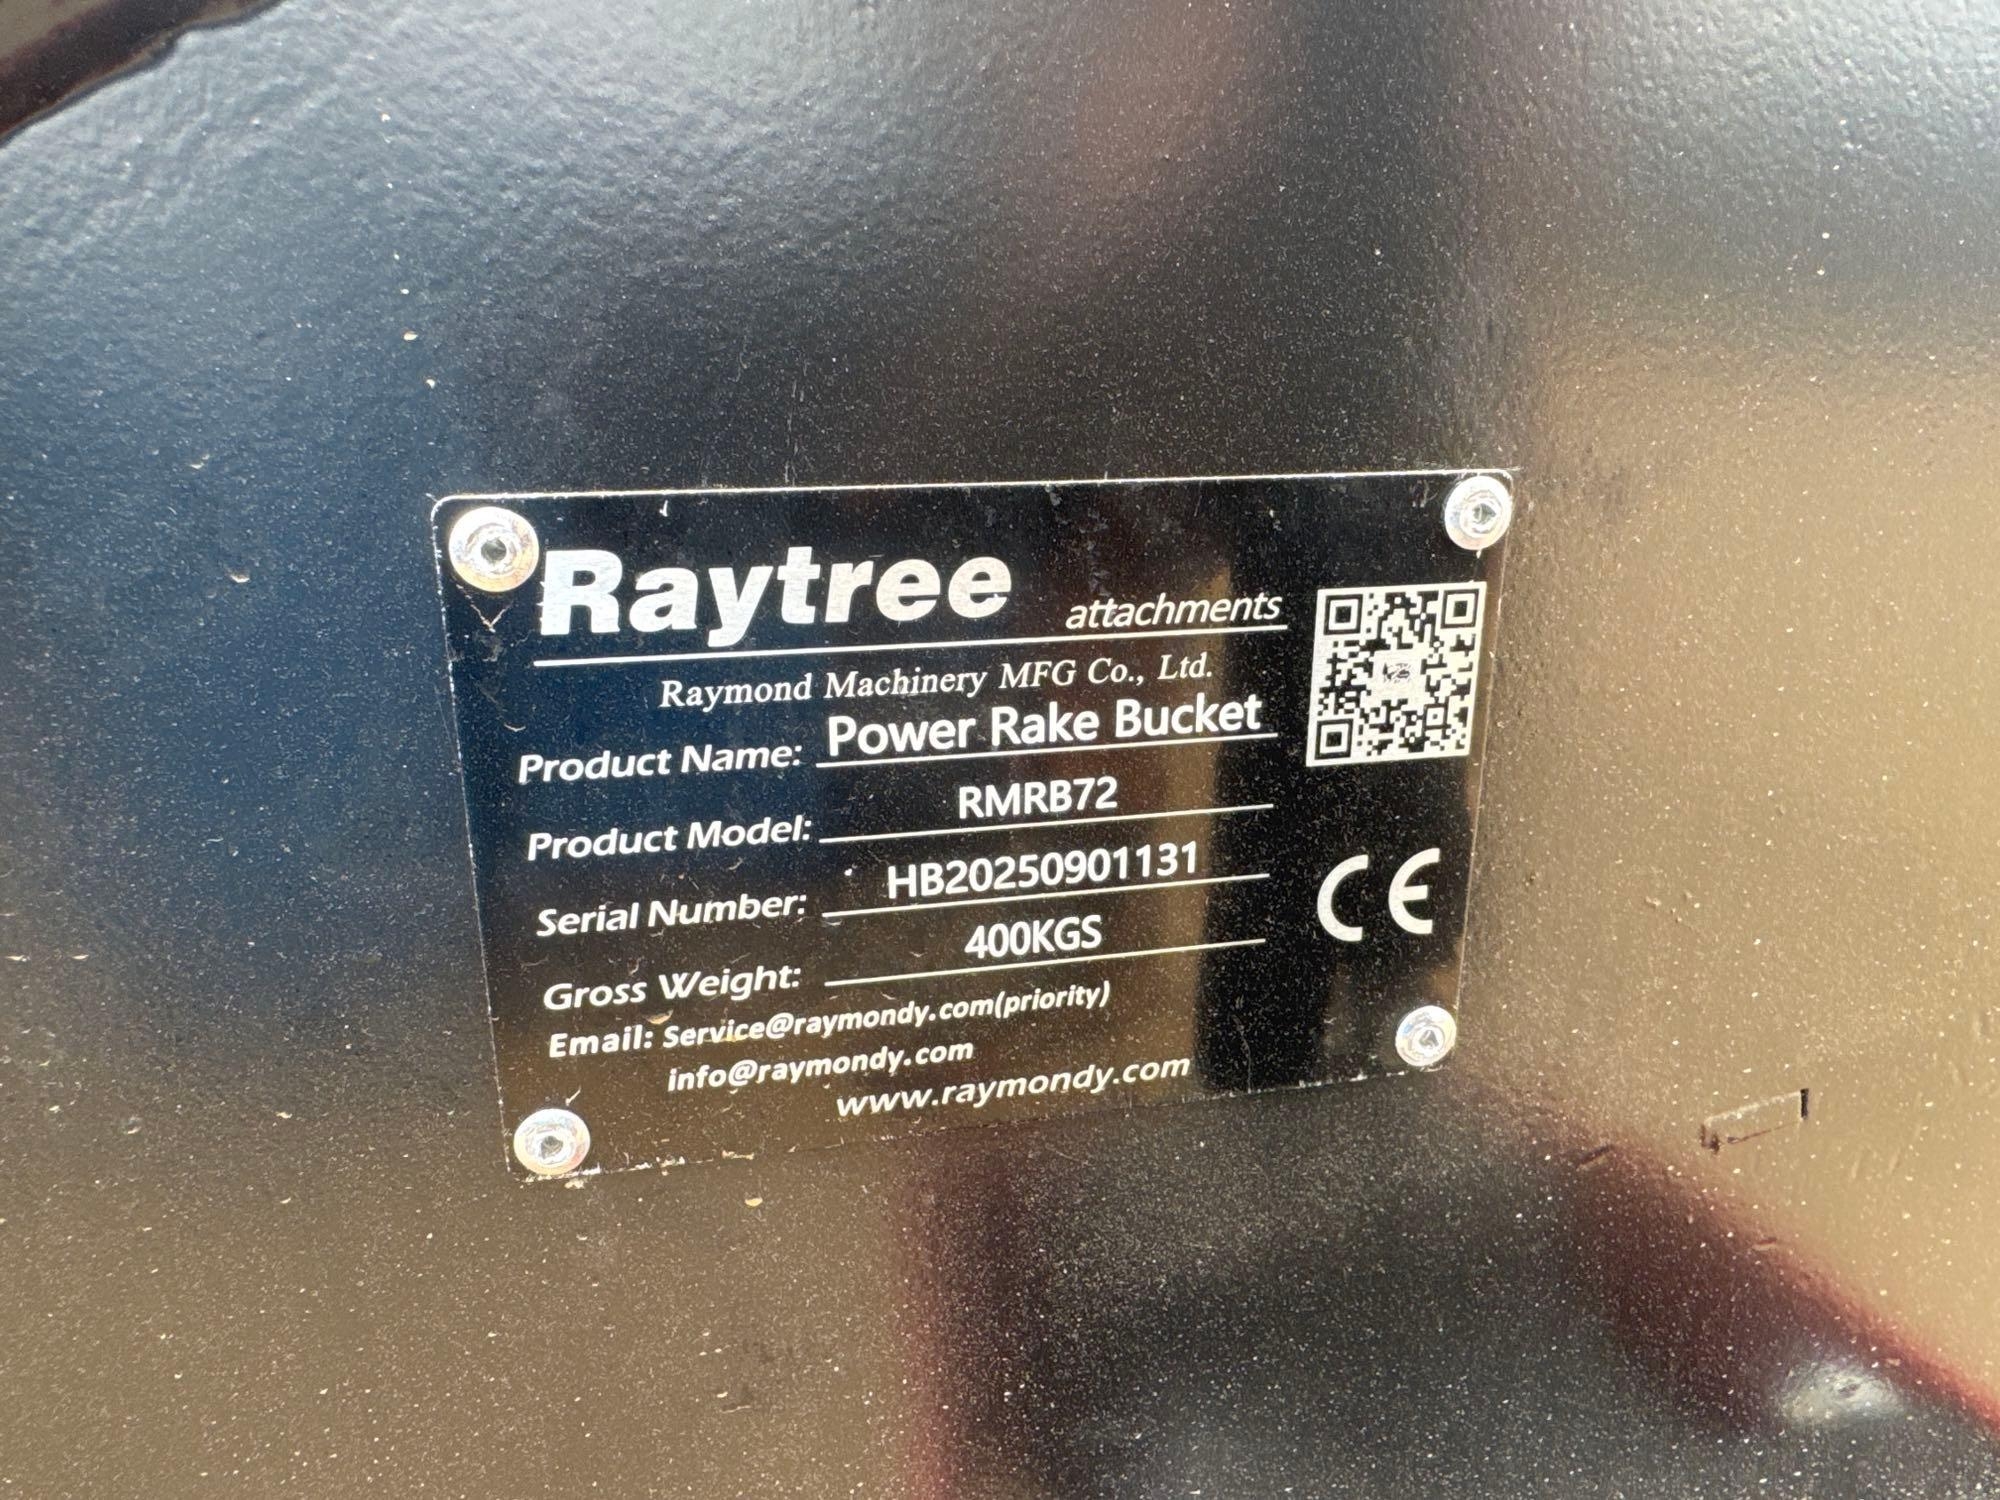 Raytree attachments
Raymond Machinery MFG Co., Ltd.
Product Name: Power Rake Bucket
Product Model: RMRB72
Serial Number: HB20250901131
Gross Weight: 400KGS
CE
Email: Service@raymondy.com(priority)
info@raymondy.com
www.raymondy.com